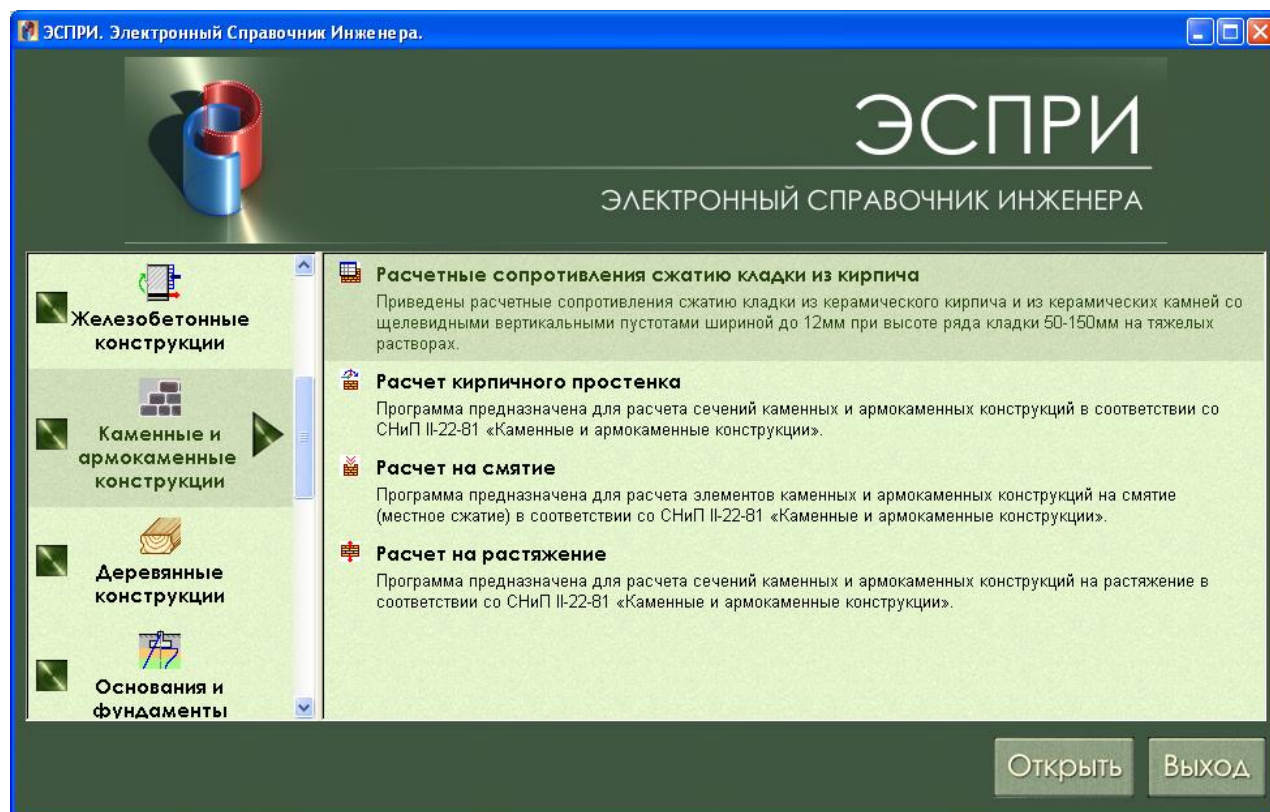 ЭСПРИ. Электронный Справочник Инженера.
ЭСПРИ
ЭЛЕКТРОННЫЙ СПРАВОЧНИК ИНЖЕНЕРА
Железобетонные
конструкции
Каменные и
армокаменные
конструкции
Деревянные
конструкции
Основания и
фундаменты
Расчетные сопротивления сжатию кладки из кирпича
Приведены расчетные сопротивления сжатию кладки из керамического кирпича и из керамических камней со
щелевидными вертикальными пустотами шириной до 12мм при высоте ряда кладки 50-150мм на тяжелых
растворах.
Расчет кирпичного простенка
Программа предназначена для расчета сечений каменных и армокаменных конструкций в соответствии со
СНиП II-22-81 «Каменные и армокаменные конструкции».
Расчет на смятие
Программа предназначена для расчета элементов каменных и армокаменных конструкций на смятие
(местное сжатие) в соответствии со СНиП II-22-81 «Каменные и армокаменные конструкции».
Расчет на растяжение
Программа предназначена для расчета сечений каменных и армокаменных конструкций на растяжение в
соответствии со СНиП II-22-81 «Каменные и армокаменные конструкции».
Открыть
Выход